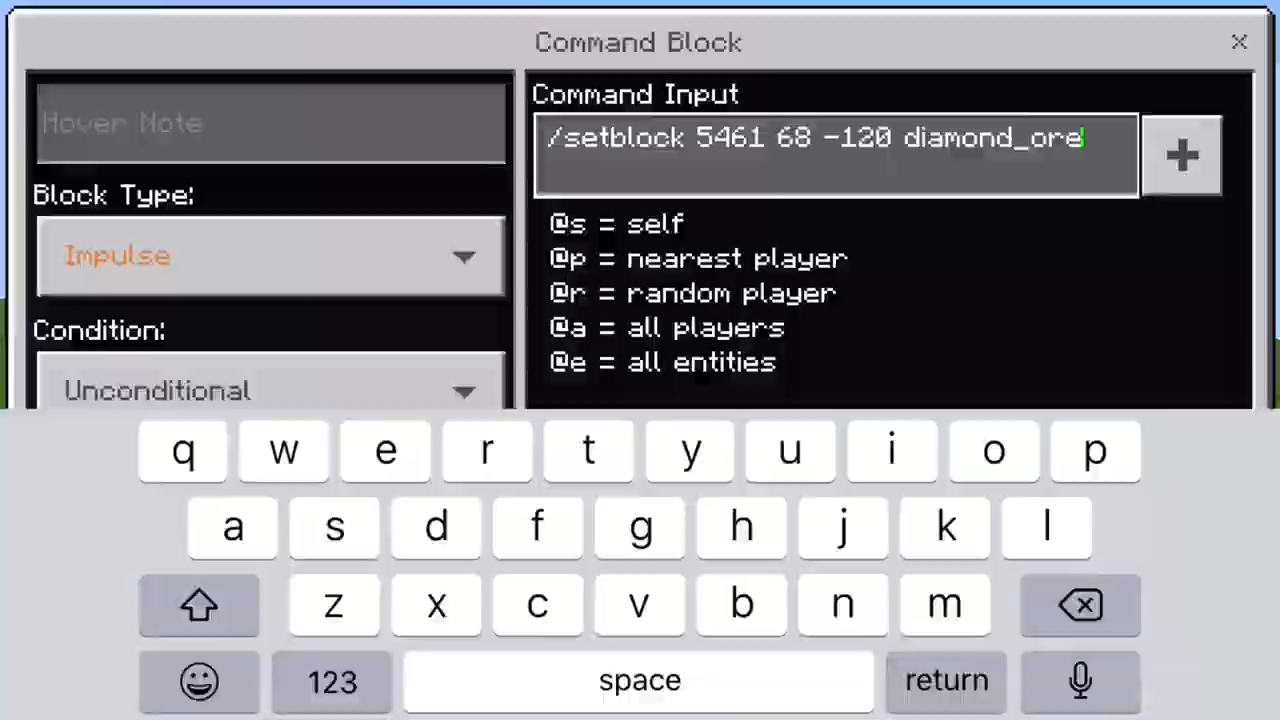 Command Block
Hover Note
Block Type:
Impulse
Condition:
Unconditional
Command Input
/setblock 5461 68 -120 diamond_ore
@s = self
@p = nearest player
@r = random player
@a = all players
@e = all entities
q w e r t y u i o p
a s d f g h j k l
z x c v b n m
123 space return